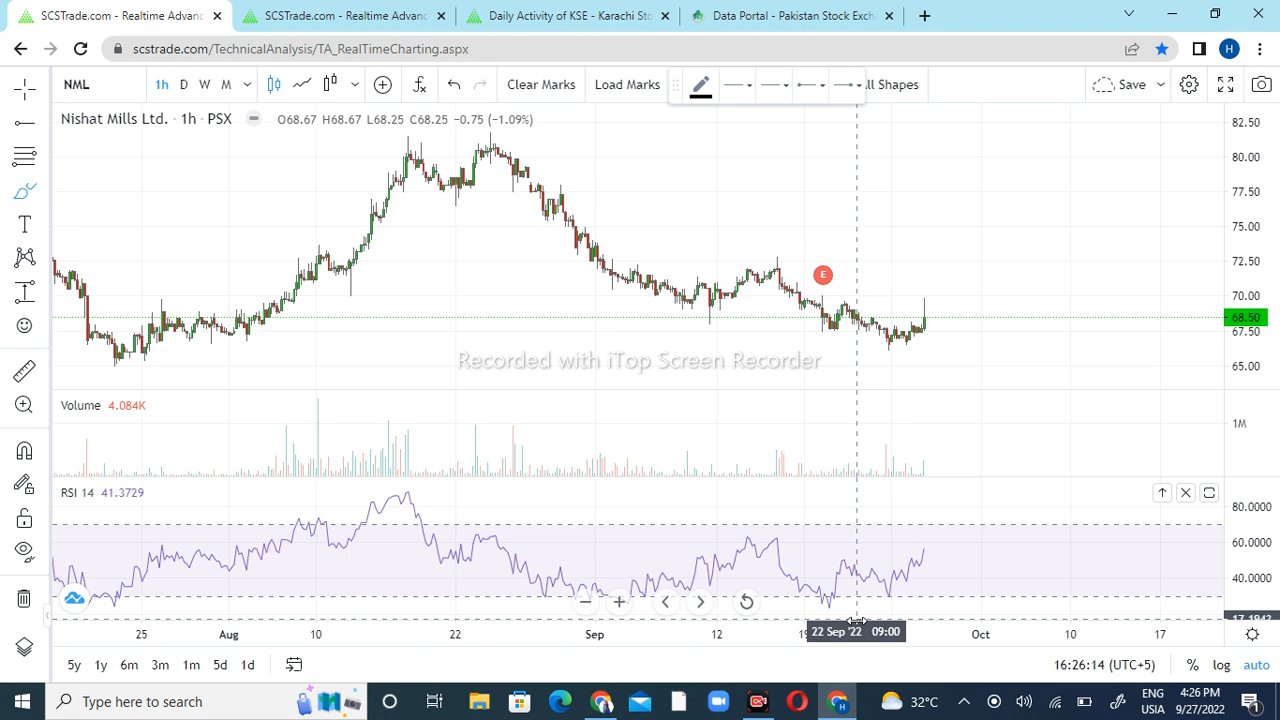 SCSTrade.com - Realtime Advanc
SCSTrade.com - Realtime Advanc
Daily Activity of KSE - Karachi Sto
Data Portal - Pakistan Stock Exch
scstrade.com/TechnicalAnalysis/TA_RealTimeCharting.aspx
H
NML
1h D W M
Clear Marks
Load Marks
All Shapes
Save
Nishat Mills Ltd. · 1h · PSX
O68.67 H68.67 L68.25 C68.25 −0.75 (−1.09%)
82.50
80.00
77.50
75.00
72.50
E
70.00
68.50
67.50
65.00
Recorded with iTop Screen Recorder
Volume 4.084K
1M
RSI 14 41.3729
80.0000
60.0000
40.0000
25 Aug 10 22 Sep 12 19 Oct 10 17
22 Sep '22 09:00
5y 1y 6m 3m 1m 5d 1d
16:26:14 (UTC+5)
% log auto
Type here to search
32°C
ENG
USIA
4:26 PM
9/27/2022
1